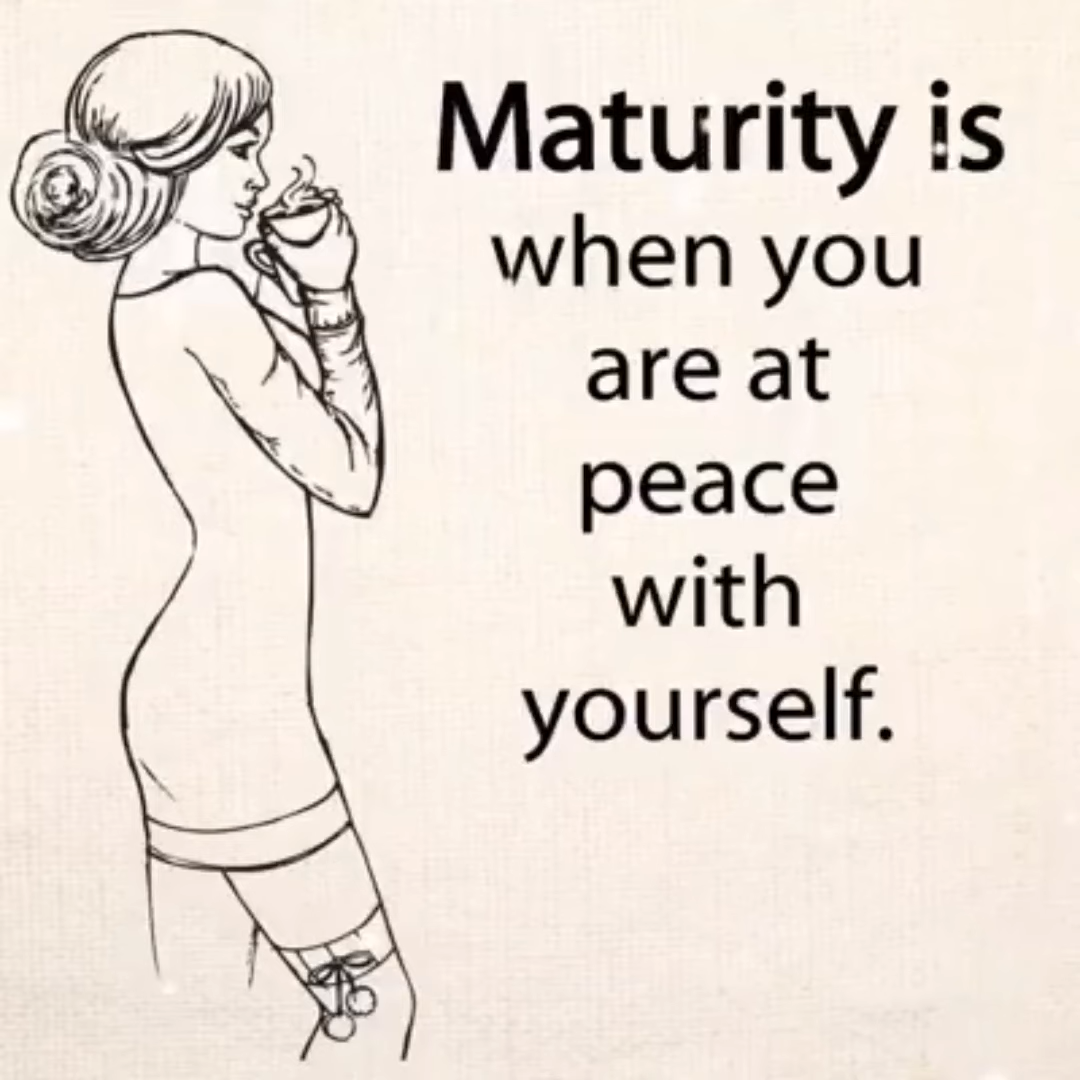 Maturity is
when you
are at
peace
with
yourself.